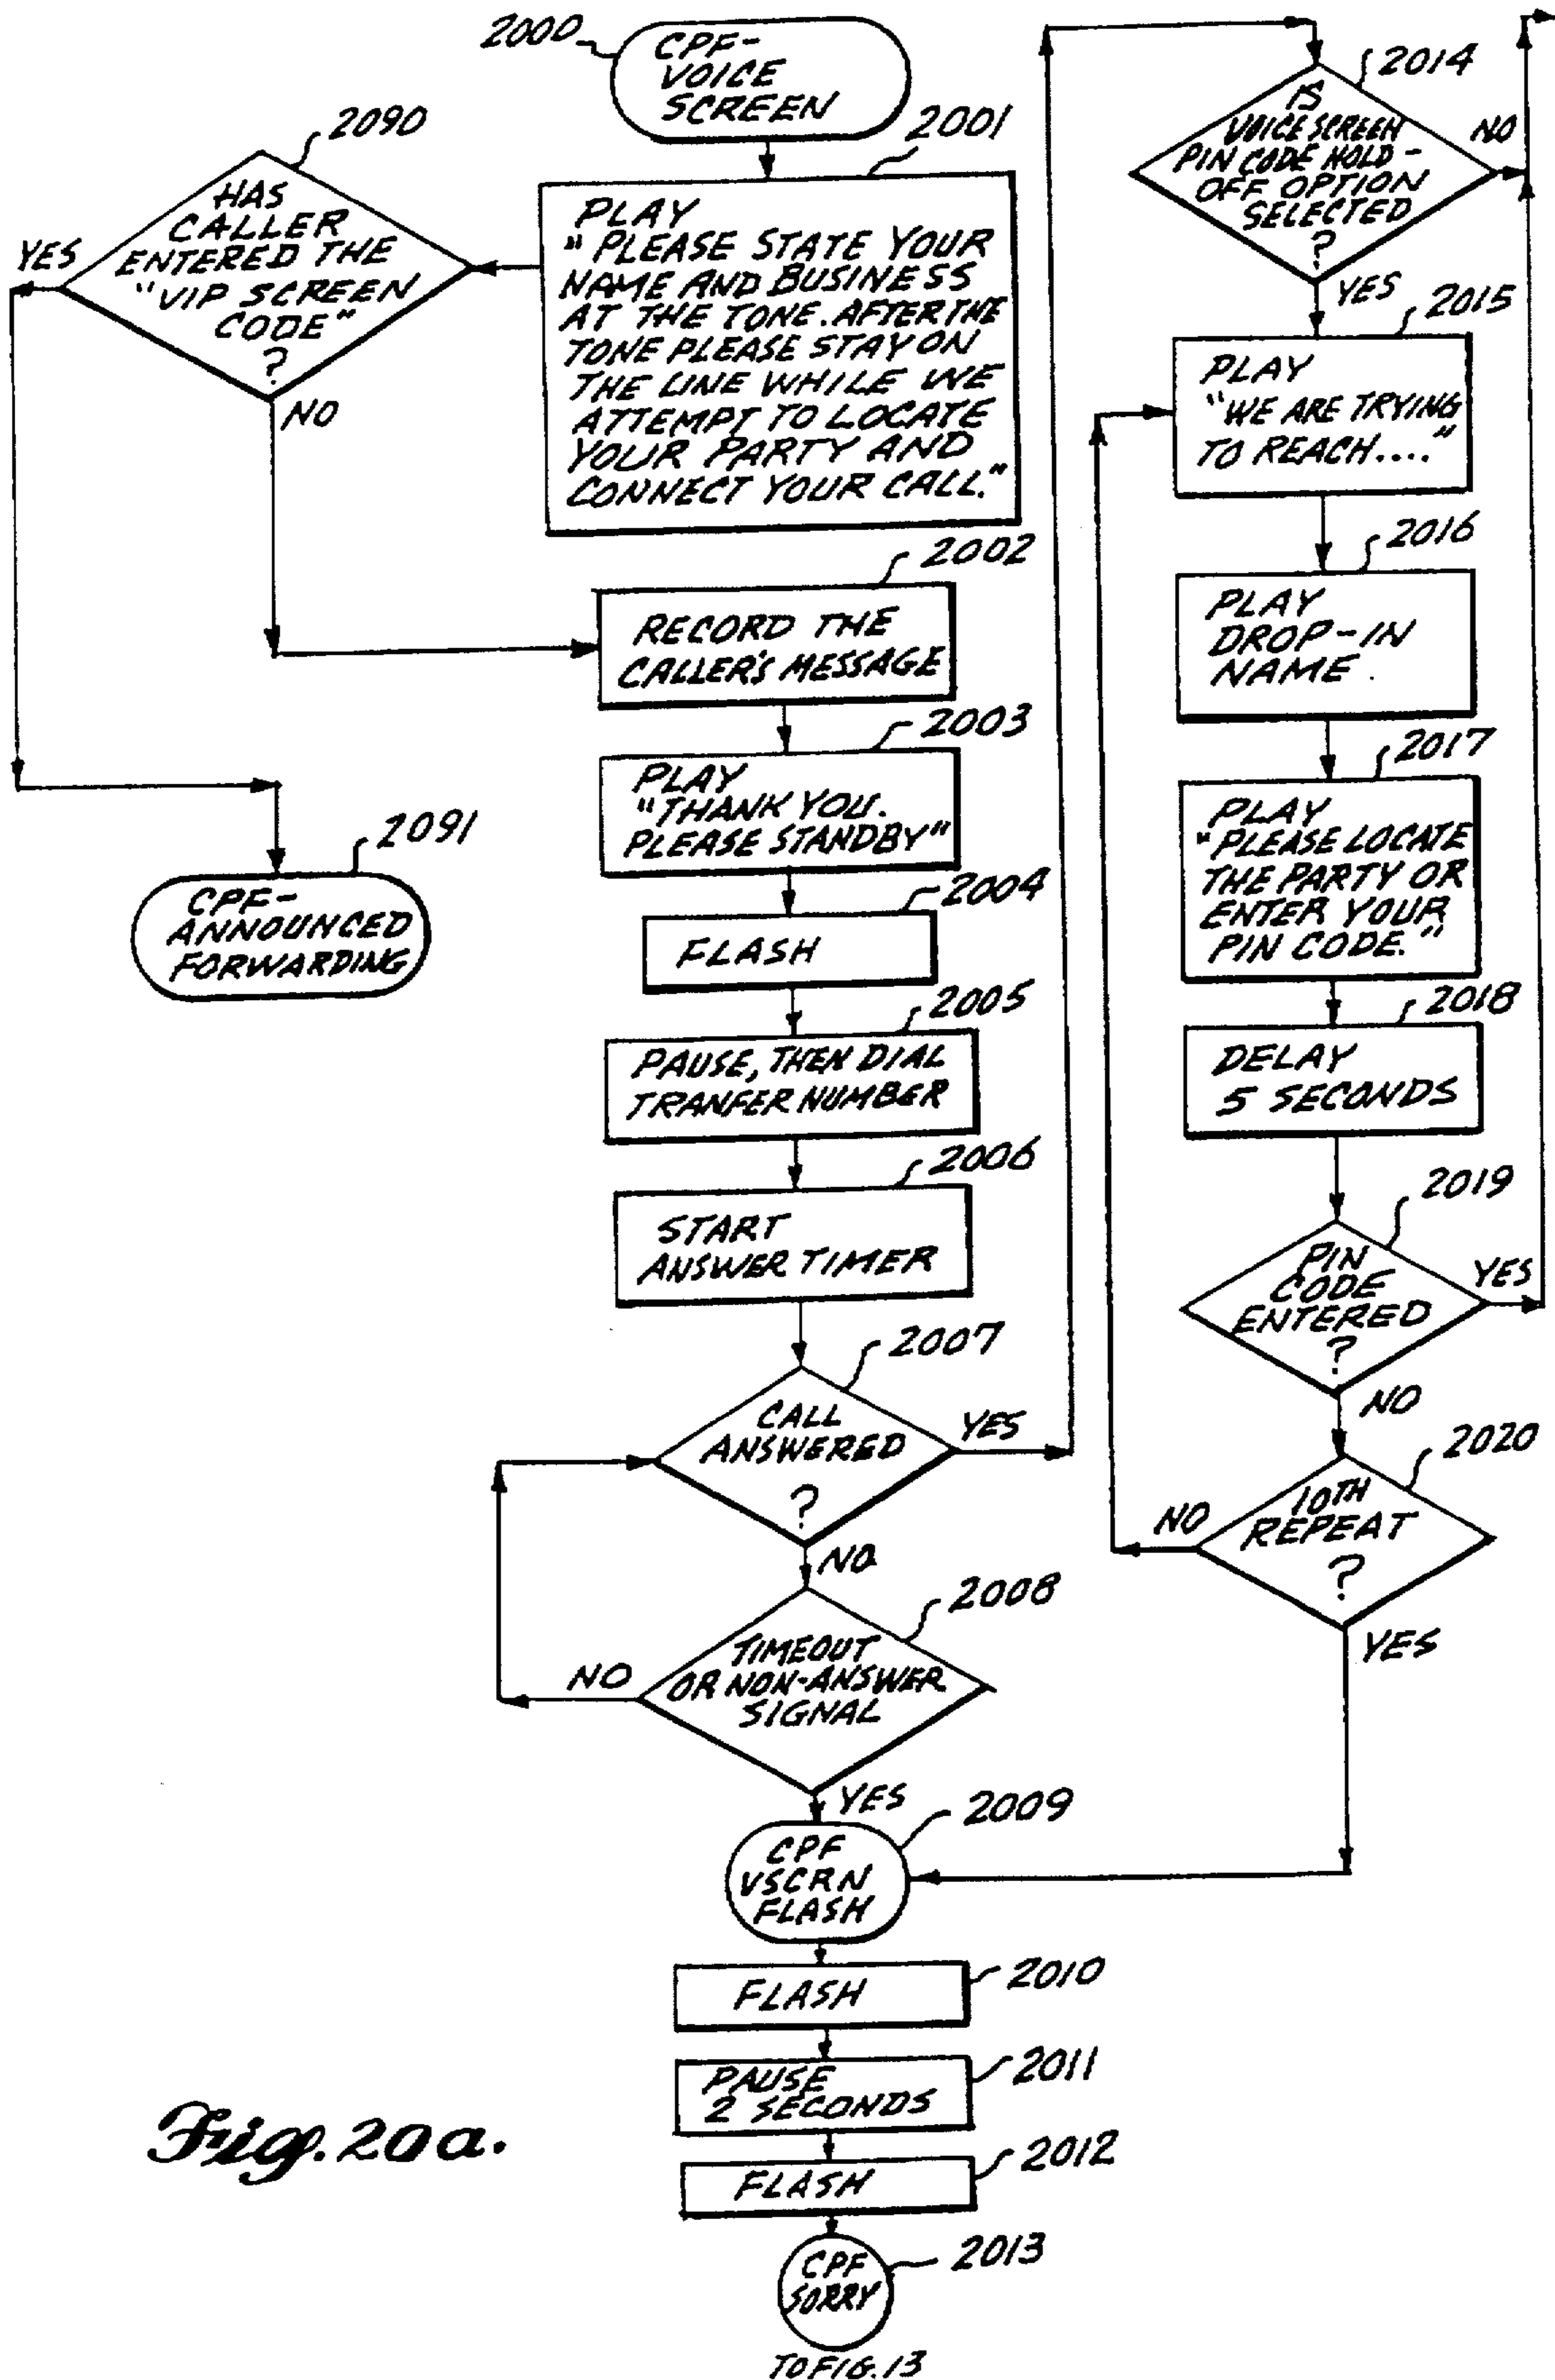 2000
CPF-
VOICE
SCREEN
2001
PLAY
"PLEASE STATE YOUR
NAME AND BUSINESS
AT THE TONE. AFTER THE
TONE PLEASE STAY ON
THE LINE WHILE WE
ATTEMPT TO LOCATE
YOUR PARTY AND
CONNECT YOUR CALL."
2090
HAS
CALLER
ENTERED THE
"VIP SCREEN
CODE"
?
YES
NO
2091
CPF-
ANNOUNCED
FORWARDING
2002
RECORD THE
CALLER'S MESSAGE
2003
PLAY
"THANK YOU.
PLEASE STANDBY"
2004
FLASH
2005
PAUSE, THEN DIAL
TRANFER NUMBER
2006
START
ANSWER TIMER
2007
CALL
ANSWERED
?
YES
NO
2008
TIMEOUT
OR NON-ANSWER
SIGNAL
NO
YES
2009
CPF
VSCRN
FLASH
2010
FLASH
2011
PAUSE
2 SECONDS
2012
FLASH
2013
CPF
SORRY
TO FIG. 13
2014
IS
VOICE SCREEN
PIN CODE HOLD-
OFF OPTION
SELECTED
?
NO
YES
2015
PLAY
"WE ARE TRYING
TO REACH...."
2016
PLAY
DROP-IN
NAME
2017
PLAY
"PLEASE LOCATE
THE PARTY OR
ENTER YOUR
PIN CODE."
2018
DELAY
5 SECONDS
2019
PIN
CODE
ENTERED
?
YES
NO
2020
10TH
REPEAT
?
NO
YES
Fig. 20a.